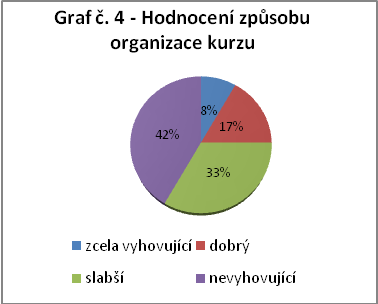 Graf č. 4 - Hodnocení způsobu
organizace kurzu
8%
17%
33%
42%
zcela vyhovující dobrý
slabší nevyhovující